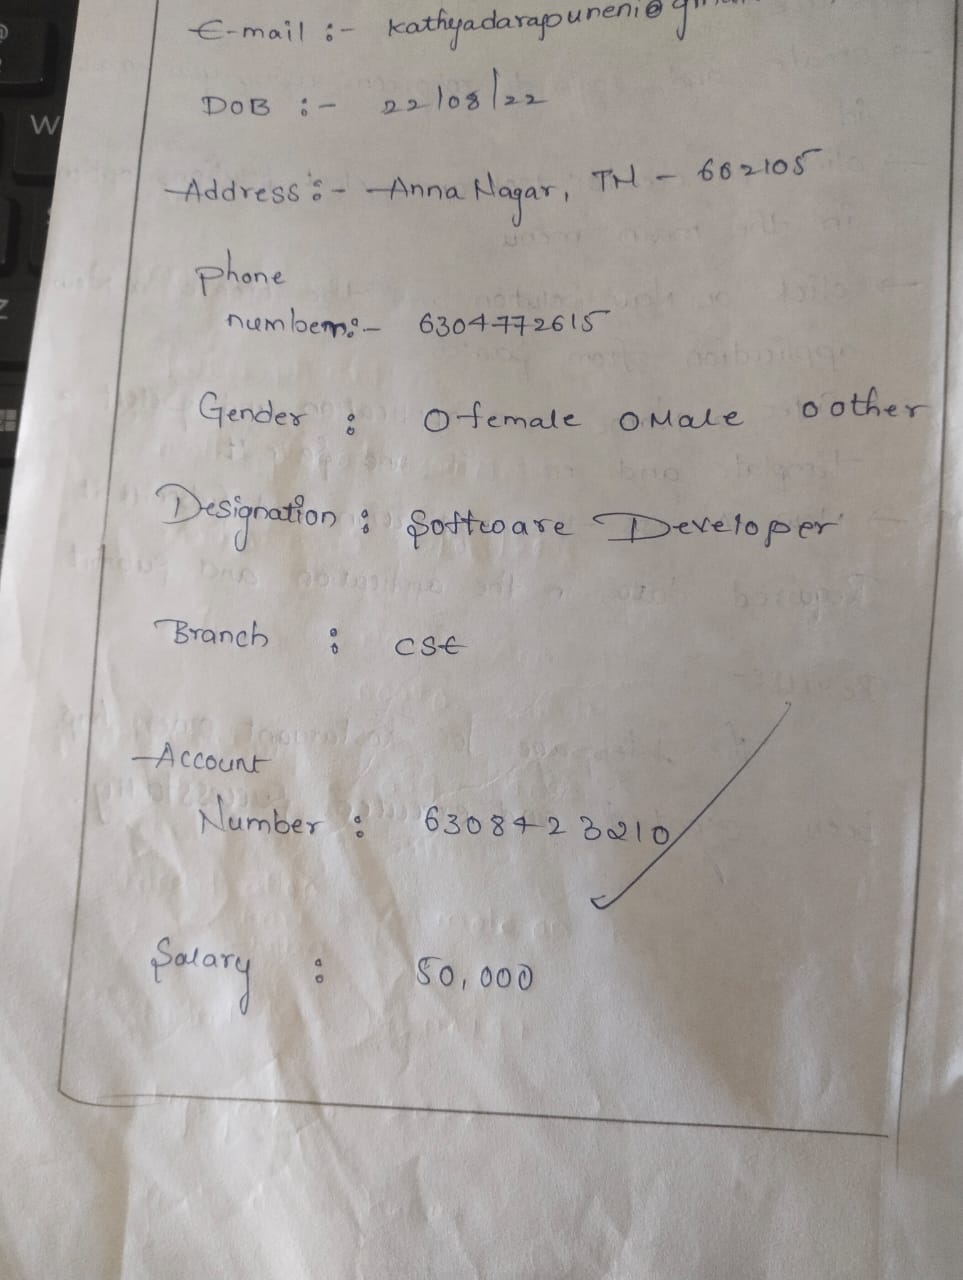 E-mail :- kathyadarapuneni@
DOB :- 22/08/22
Address :- Anna Nagar, TN - 602105
phone
number :- 6304772615
Gender : O female O Male O other
Designation : Software Developer
Branch : CSE
Account
Number : 6308423210
Salary : 50,000
W
Z